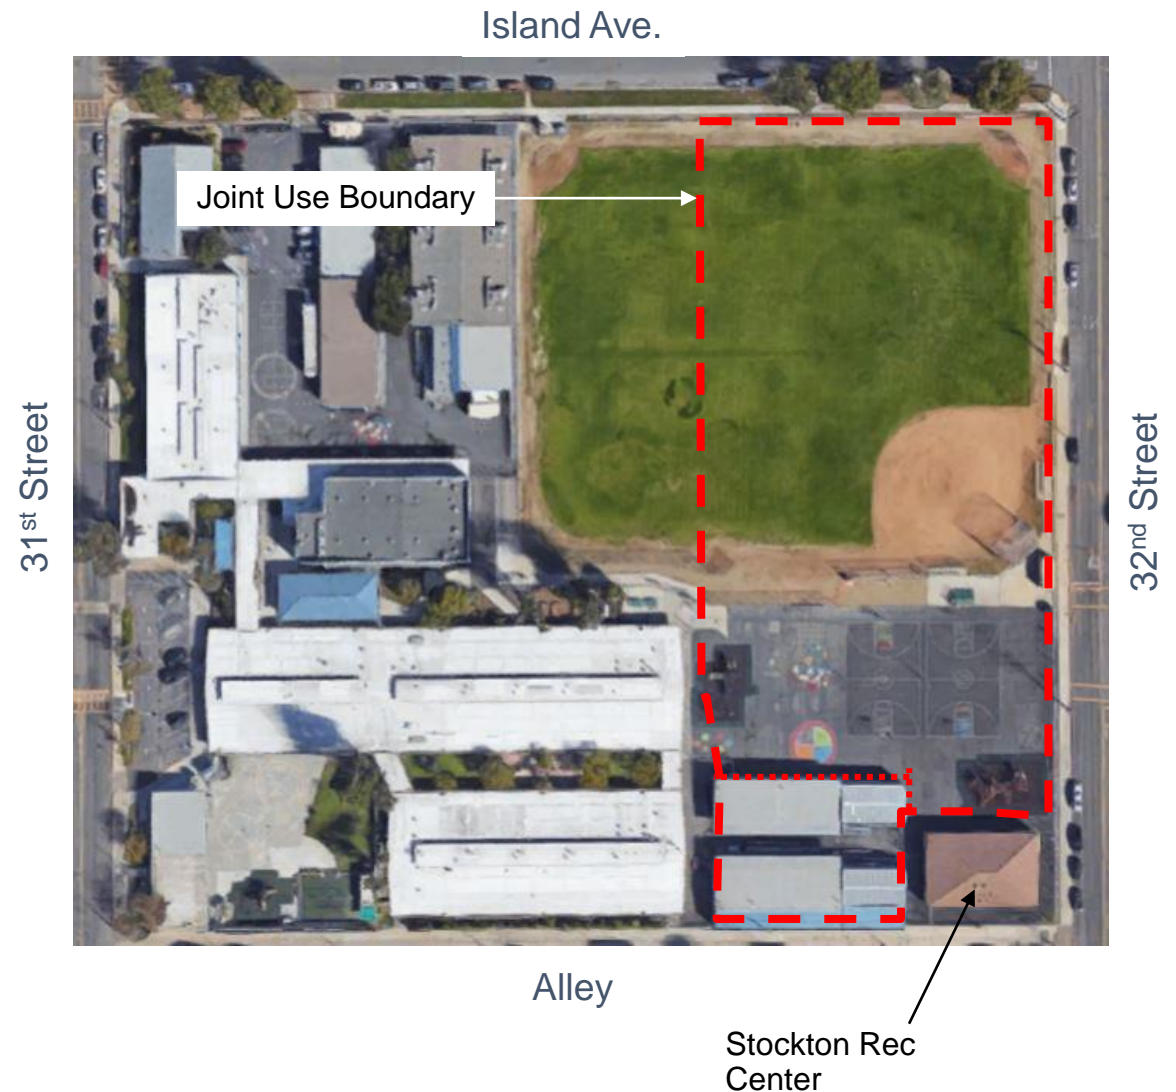 Island Ave.
Joint Use Boundary
31st Street
32nd Street
Alley
Stockton Rec
Center